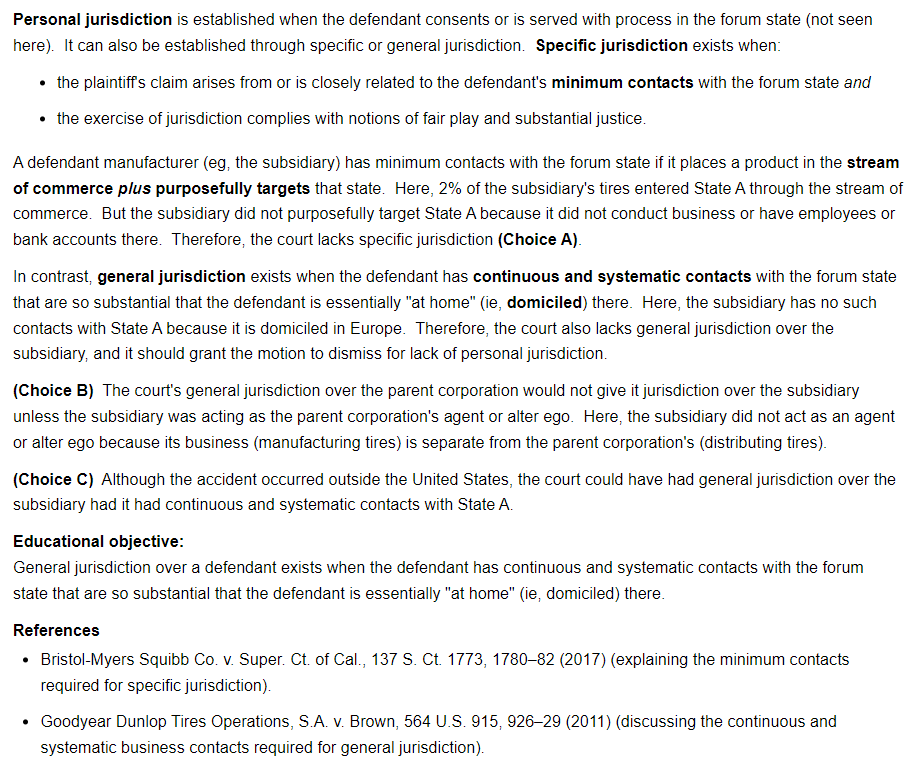 Personal jurisdiction is established when the defendant consents or is served with process in the forum state (not seen
here). It can also be established through specific or general jurisdiction. Specific jurisdiction exists when:
• the plaintiff's claim arises from or is closely related to the defendant's minimum contacts with the forum state and
• the exercise of jurisdiction complies with notions of fair play and substantial justice.
A defendant manufacturer (eg, the subsidiary) has minimum contacts with the forum state if it places a product in the stream
of commerce plus purposefully targets that state. Here, 2% of the subsidiary's tires entered State A through the stream of
commerce. But the subsidiary did not purposefully target State A because it did not conduct business or have employees or
bank accounts there. Therefore, the court lacks specific jurisdiction (Choice A).
In contrast, general jurisdiction exists when the defendant has continuous and systematic contacts with the forum state
that are so substantial that the defendant is essentially "at home" (ie, domiciled) there. Here, the subsidiary has no such
contacts with State A because it is domiciled in Europe. Therefore, the court also lacks general jurisdiction over the
subsidiary, and it should grant the motion to dismiss for lack of personal jurisdiction.
(Choice B) The court's general jurisdiction over the parent corporation would not give it jurisdiction over the subsidiary
unless the subsidiary was acting as the parent corporation's agent or alter ego. Here, the subsidiary did not act as an agent
or alter ego because its business (manufacturing tires) is separate from the parent corporation's (distributing tires).
(Choice C) Although the accident occurred outside the United States, the court could have had general jurisdiction over the
subsidiary had it had continuous and systematic contacts with State A.
Educational objective:
General jurisdiction over a defendant exists when the defendant has continuous and systematic contacts with the forum
state that are so substantial that the defendant is essentially "at home" (ie, domiciled) there.
References
• Bristol-Myers Squibb Co. v. Super. Ct. of Cal., 137 S. Ct. 1773, 1780–82 (2017) (explaining the minimum contacts
required for specific jurisdiction).
• Goodyear Dunlop Tires Operations, S.A. v. Brown, 564 U.S. 915, 926–29 (2011) (discussing the continuous and
systematic business contacts required for general jurisdiction).